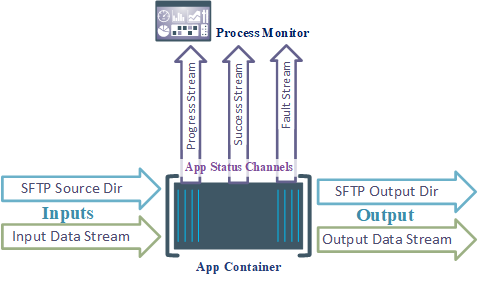 Process Monitor
Progress Stream
Success Stream
Fault Stream
App Status Channels
SFTP Source Dir
Inputs
Input Data Stream
SFTP Output Dir
Output
Output Data Stream
App Container